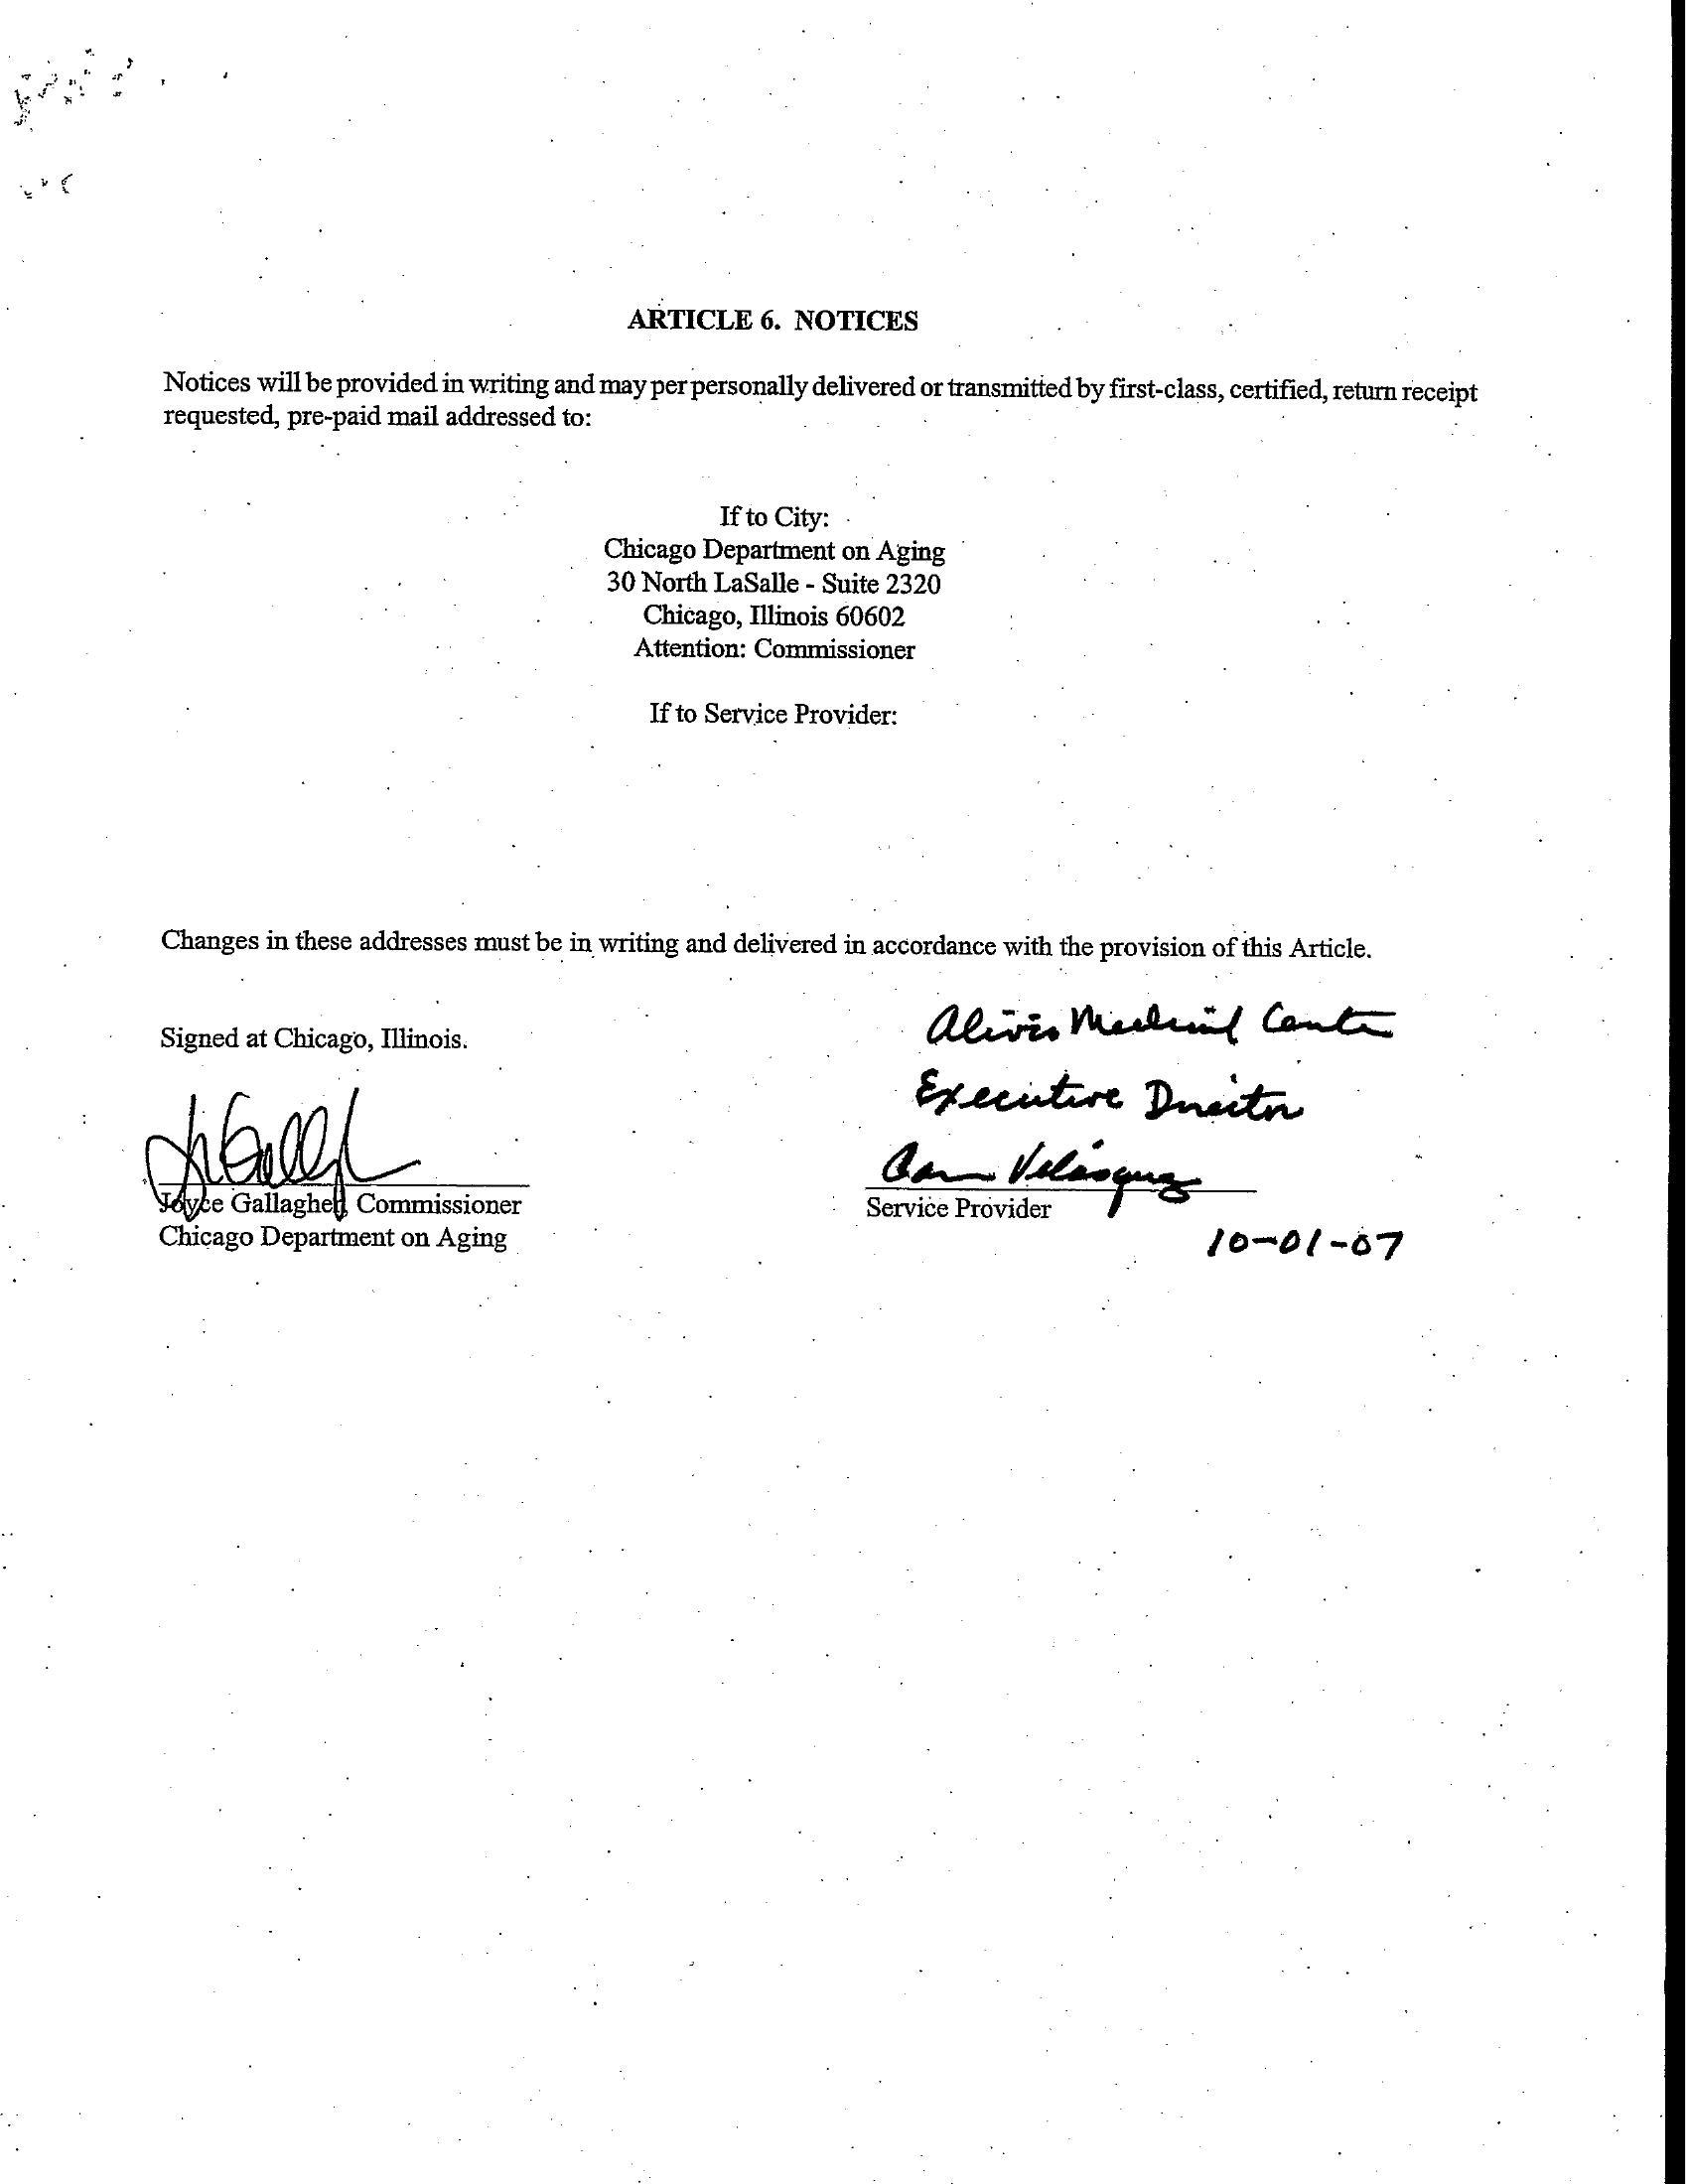 ARTICLE 6. NOTICES
Notices will be provided in writing and may per personally delivered or transmitted by first-class, certified, return receipt
requested, pre-paid mail addressed to:
If to City:
Chicago Department on Aging
30 North LaSalle - Suite 2320
Chicago, Illinois 60602
Attention: Commissioner
If to Service Provider:
Changes in these addresses must be in writing and delivered in accordance with the provision of this Article.
Signed at Chicago, Illinois.
Alivio Medical Center
Executive Director
Velasquez
Joyce Gallagher, Commissioner
Chicago Department on Aging
Service Provider
10-01-07